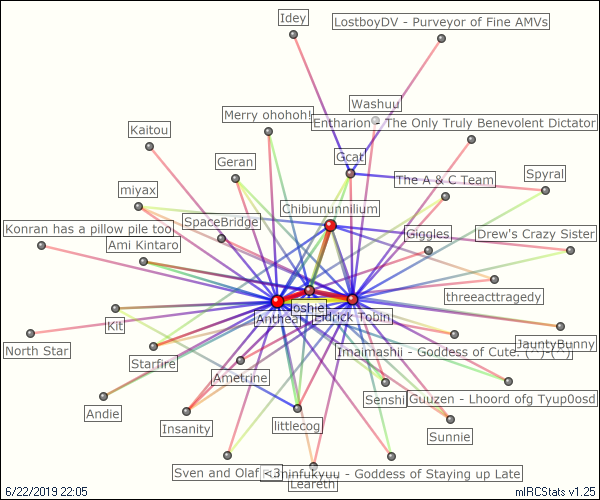 Idey
LostboyDV - Purveyor of Fine AMVs
Washuu
Merry ohohoh!
Entharion - The Only Truly Benevolent Dictator
Kaitou
Gcat
Geran
The A & C Team
Spyral
miyax
Chibiununnilium
SpaceBridge
Konran has a pillow pile too
Giggles
Drew's Crazy Sister
Ami Kintaro
threeacttragedy
Joshie
Anthea
Eldrick Tobin
Kit
JauntyBunny
North Star
Imaimashii - Goddess of Cute.
Starfire
Ametrine
Senshi
Guuzen - Lhoord ofg Tyup0osd
Andie
Insanity
littlecog
Sunnie
Sven and Olaf <3
- Goddess of Staying up Late
Leareth
6/22/2019 22:05
mIRCStats v1.25